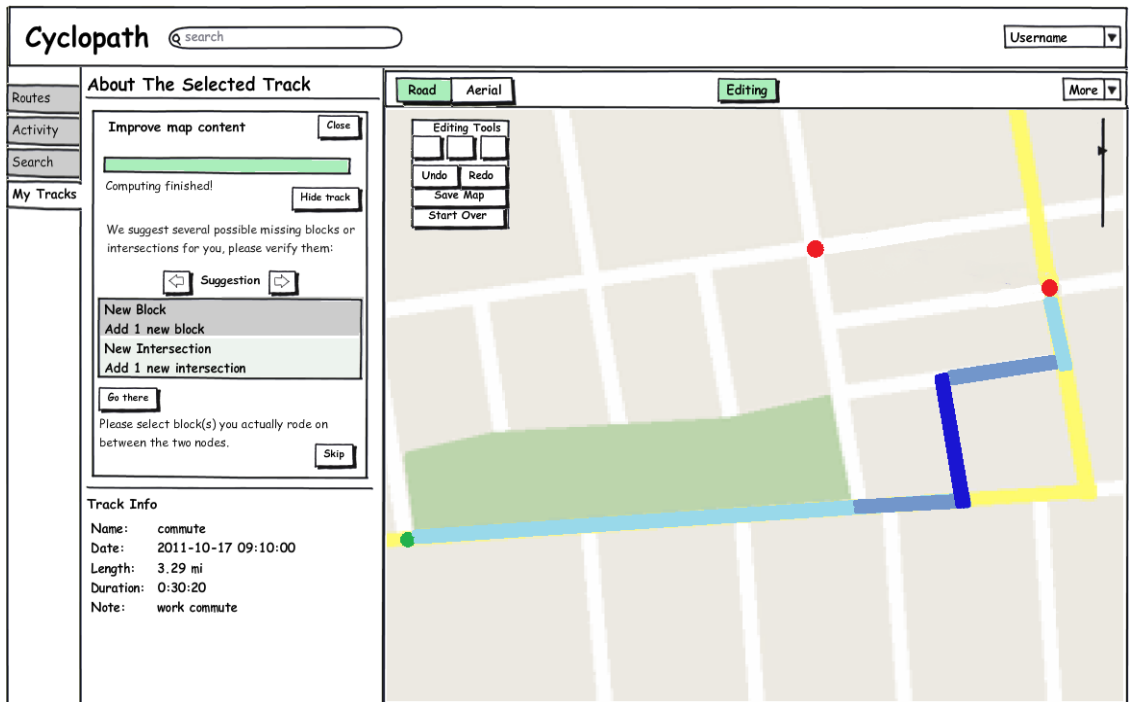 Cyclopath
search
Username
Routes
Activity
Search
My Tracks
About The Selected Track
Improve map content
Close
Computing finished!
Hide track
We suggest several possible missing blocks or
intersections for you, please verify them:
Suggestion
New Block
Add 1 new block
New Intersection
Add 1 new intersection
Go there
Please select block(s) you actually rode on
between the two nodes.
Skip
Track Info
Name: commute
Date: 2011-10-17 09:10:00
Length: 3.29 mi
Duration: 0:30:20
Note: work commute
Road Aerial
Editing
More
Editing Tools
Undo Redo
Save Map
Start Over